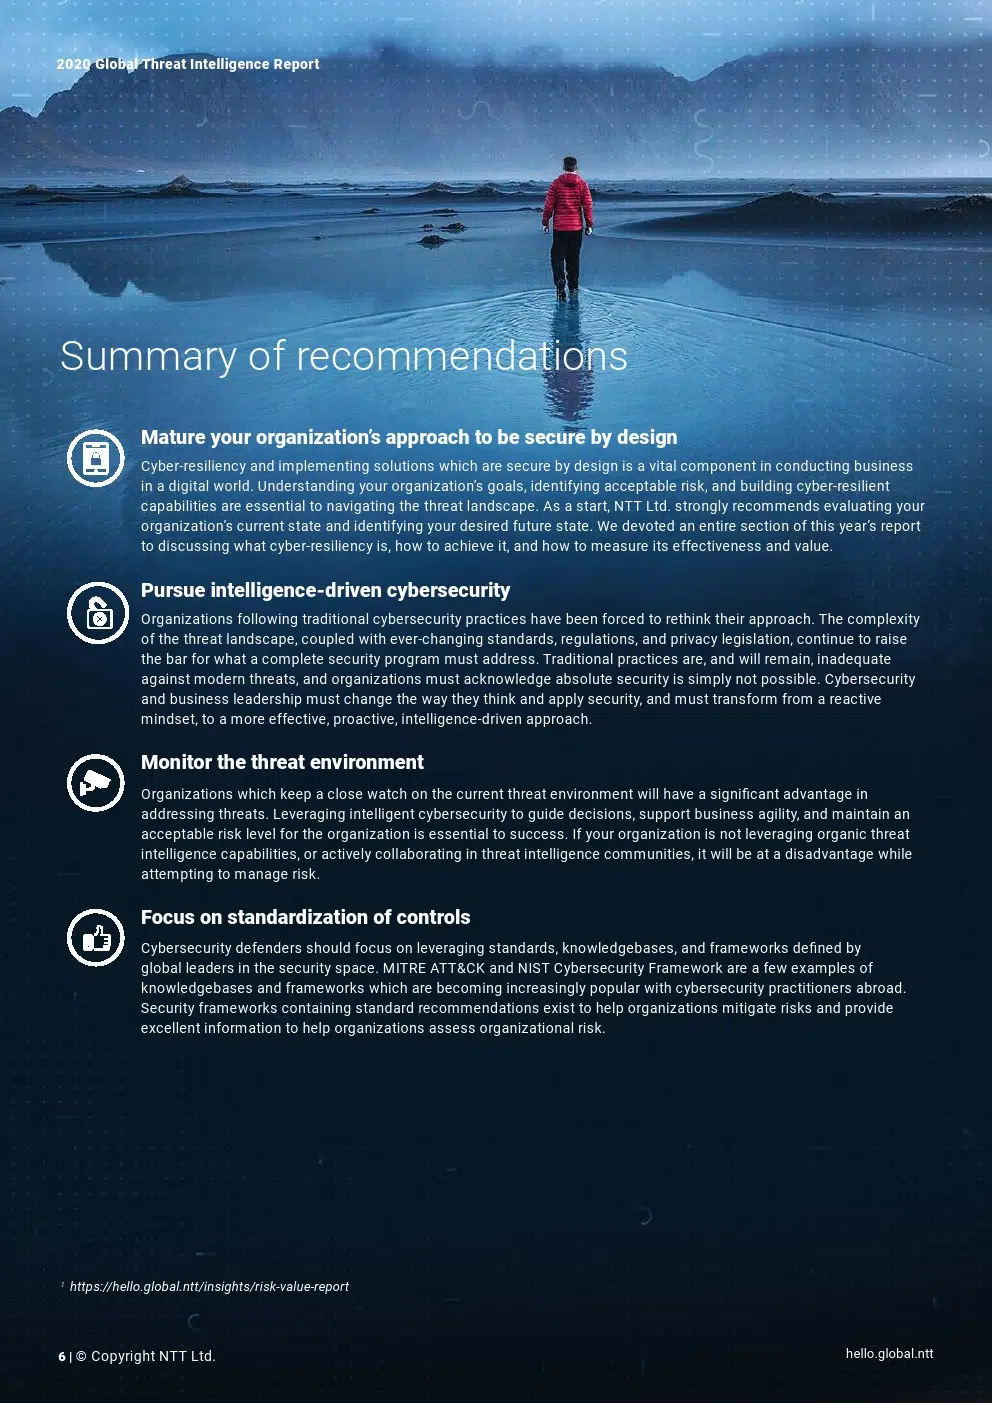 2020 Global Threat Intelligence Report
Summary of recommendations
Mature your organization's approach to be secure by design
Cyber-resiliency and implementing solutions which are secure by design is a vital component in conducting business
in a digital world. Understanding your organization's goals, identifying acceptable risk, and building cyber-resilient
capabilities are essential to navigating the threat landscape. As a start, NTT Ltd. strongly recommends evaluating your
organization's current state and identifying your desired future state. We devoted an entire section of this year's report
to discussing what cyber-resiliency is, how to achieve it, and how to measure its effectiveness and value.
Pursue intelligence-driven cybersecurity
Organizations following traditional cybersecurity practices have been forced to rethink their approach. The complexity
of the threat landscape, coupled with ever-changing standards, regulations, and privacy legislation, continue to raise
the bar for what a complete security program must address. Traditional practices are, and will remain, inadequate
against modern threats, and organizations must acknowledge absolute security is simply not possible. Cybersecurity
and business leadership must change the way they think and apply security, and must transform from a reactive
mindset, to a more effective, proactive, intelligence-driven approach.
Monitor the threat environment
Organizations which keep a close watch on the current threat environment will have a significant advantage in
addressing threats. Leveraging intelligent cybersecurity to guide decisions, support business agility, and maintain an
acceptable risk level for the organization is essential to success. If your organization is not leveraging organic threat
intelligence capabilities, or actively collaborating in threat intelligence communities, it will be at a disadvantage while
attempting to manage risk.
Focus on standardization of controls
Cybersecurity defenders should focus on leveraging standards, knowledgebases, and frameworks defined by
global leaders in the security space. MITRE ATT&CK and NIST Cybersecurity Framework are a few examples of
knowledgebases and frameworks which are becoming increasingly popular with cybersecurity practitioners abroad.
Security frameworks containing standard recommendations exist to help organizations mitigate risks and provide
excellent information to help organizations assess organizational risk.
1 https://hello.global.ntt/insights/risk-value-report
6 | © Copyright NTT Ltd.
hello.global.ntt